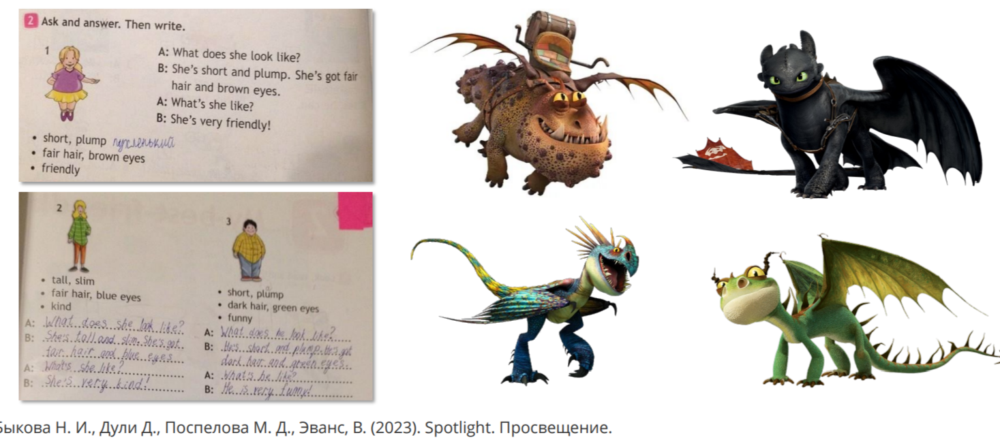 2 Ask and answer. Then write.
1
A: What does she look like?
B: She's short and plump. She's got fair
hair and brown eyes.
A: What's she like?
B: She's very friendly!
• short, plump пухленький
• fair hair, brown eyes
• friendly
2
• tall, slim
• fair hair, blue eyes
• kind
A: What does she look like?
B: She's tall and slim. She's got
fair hair and blue eyes
A: What's she like?
B: She's very kind!
3
• short, plump
• dark hair, green eyes
• funny
A: What does he look like?
B: He's short and plump. He's got
dark hair and green eyes.
A: What's he like?
B: He is very funny!
Быкова Н. И., Дули Д., Поспелова М. Д., Эванс, В. (2023). Spotlight. Просвещение.